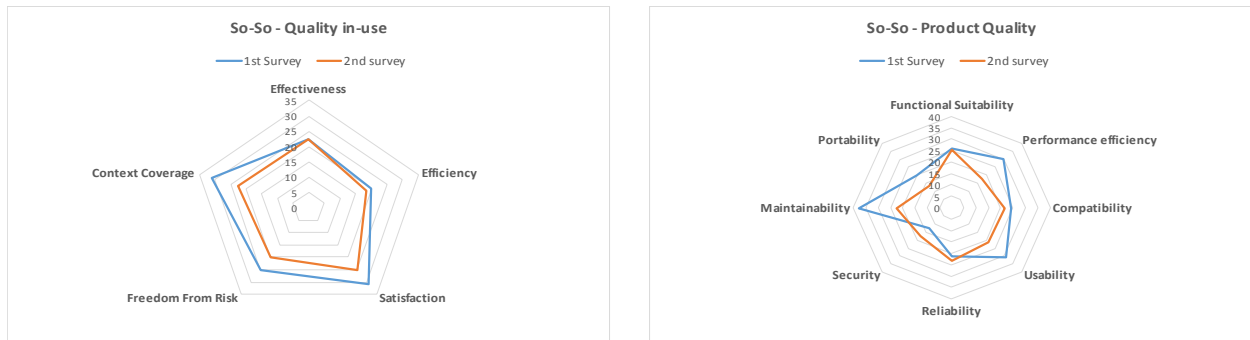 So-So - Quality in-use
1st Survey 2nd survey
Effectiveness
35
30
25
20
15
10
5
0
Efficiency
Satisfaction
Freedom From Risk
Context Coverage
So-So - Product Quality
1st Survey 2nd survey
Functional Suitability
40
35
30
25
20
15
10
5
0
Performance efficiency
Compatibility
Usability
Reliability
Security
Maintainability
Portability